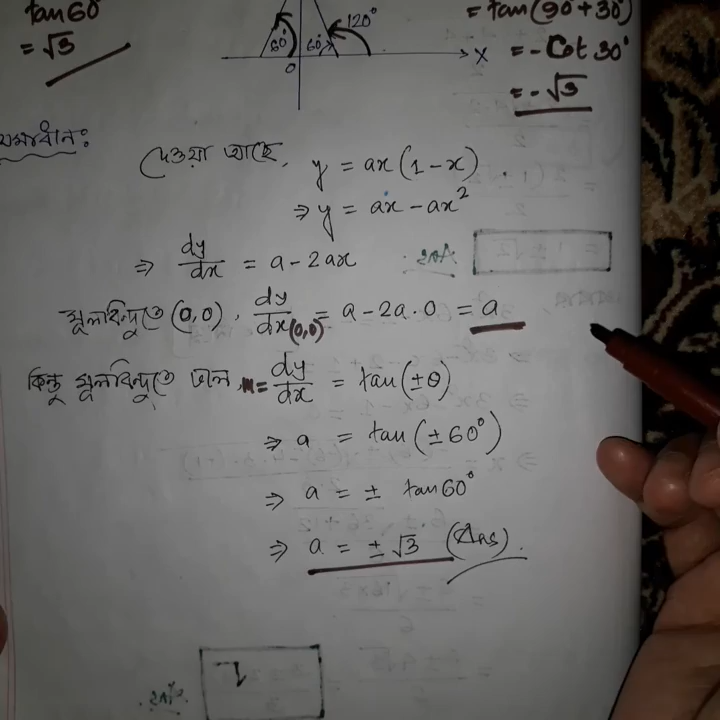 tan60°
= √3
60° 60° 120°
O X
= tan(90°+30°)
= -Cot 30°
= -√3
সমাধান:
দেওয়া আছে, y = ax(1-x)
⇒ y = ax - ax²
⇒ dy/dx = a - 2ax
মূলবিন্দুতে (0,0), dy/dx(0,0) = a - 2a·0 = a
কিন্তু মূলবিন্দুতে ঢাল, m = dy/dx = tan(±θ)
⇒ a = tan(±60°)
⇒ a = ± tan60°
⇒ a = ±√3 (Ans).